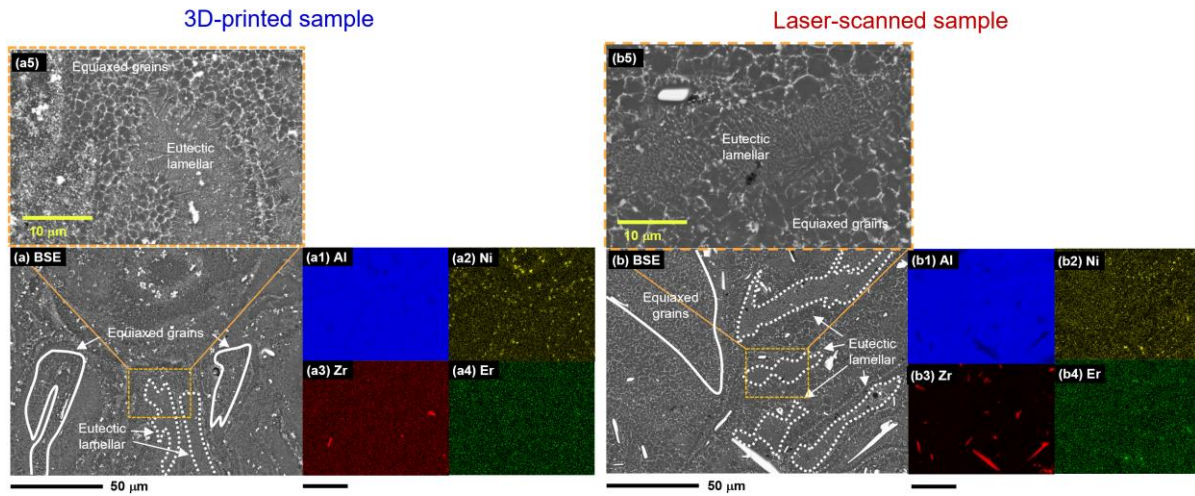 3D-printed sample
Laser-scanned sample
(a5)
Equiaxed grains
Eutectic
lamellar
10 μm
(b5)
Eutectic
lamellar
Equiaxed grains
10 μm
(a) BSE
Equiaxed grains
Eutectic
lamellar
50 μm
(a1) Al
(a2) Ni
(a3) Zr
(a4) Er
(b) BSE
Equiaxed
grains
Eutectic
lamellar
50 μm
(b1) Al
(b2) Ni
(b3) Zr
(b4) Er